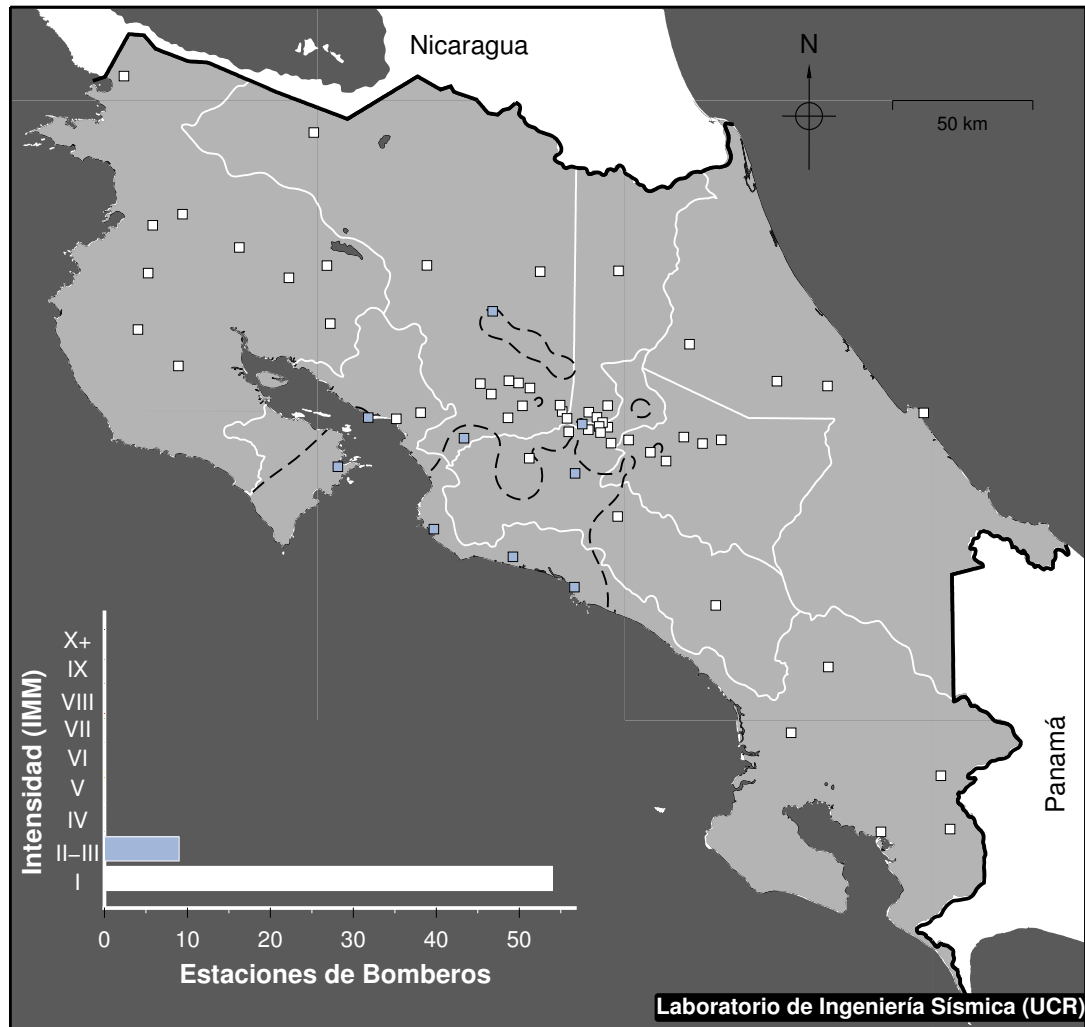 Nicaragua
N
50 km
Panamá
Intensidad (IMM)
X+
IX
VIII
VII
VI
V
IV
II–III
I
0 10 20 30 40 50
Estaciones de Bomberos
Laboratorio de Ingeniería Sísmica (UCR)